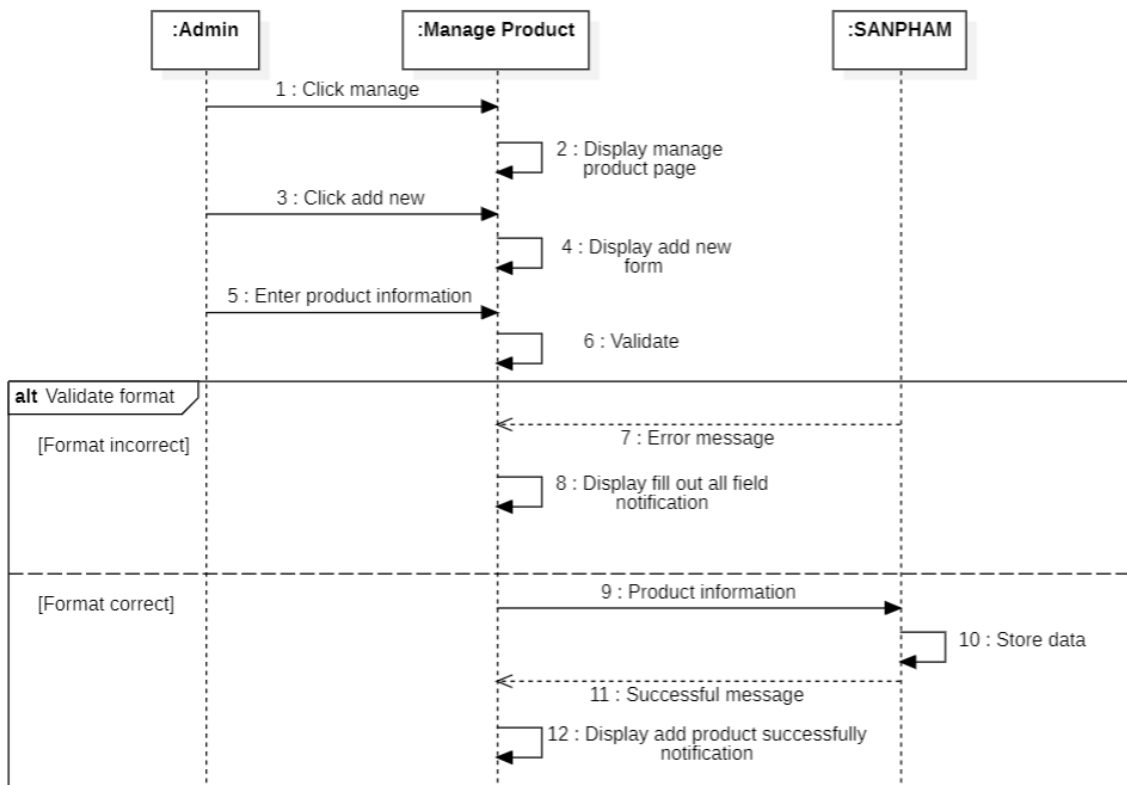 :Admin
:Manage Product
:SANPHAM
1 : Click manage
2 : Display manage
product page
3 : Click add new
4 : Display add new
form
5 : Enter product information
6 : Validate
alt Validate format
[Format incorrect]
7 : Error message
8 : Display fill out all field
notification
[Format correct]
9 : Product information
10 : Store data
11 : Successful message
12 : Display add product successfully
notification